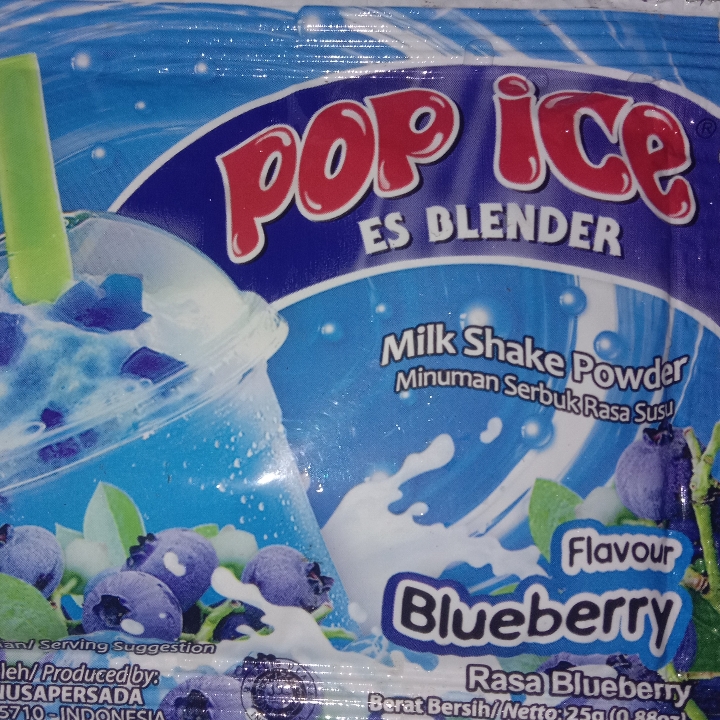 POP ICE ®
ES BLENDER
Milk Shake Powder
Minuman Serbuk Rasa Susu
Flavour
Blueberry
Rasa Blueberry
Berat Bersih/ Netto: 25g
Serving Suggestion
Produced by:
NUSAPERSADA
INDONESIA